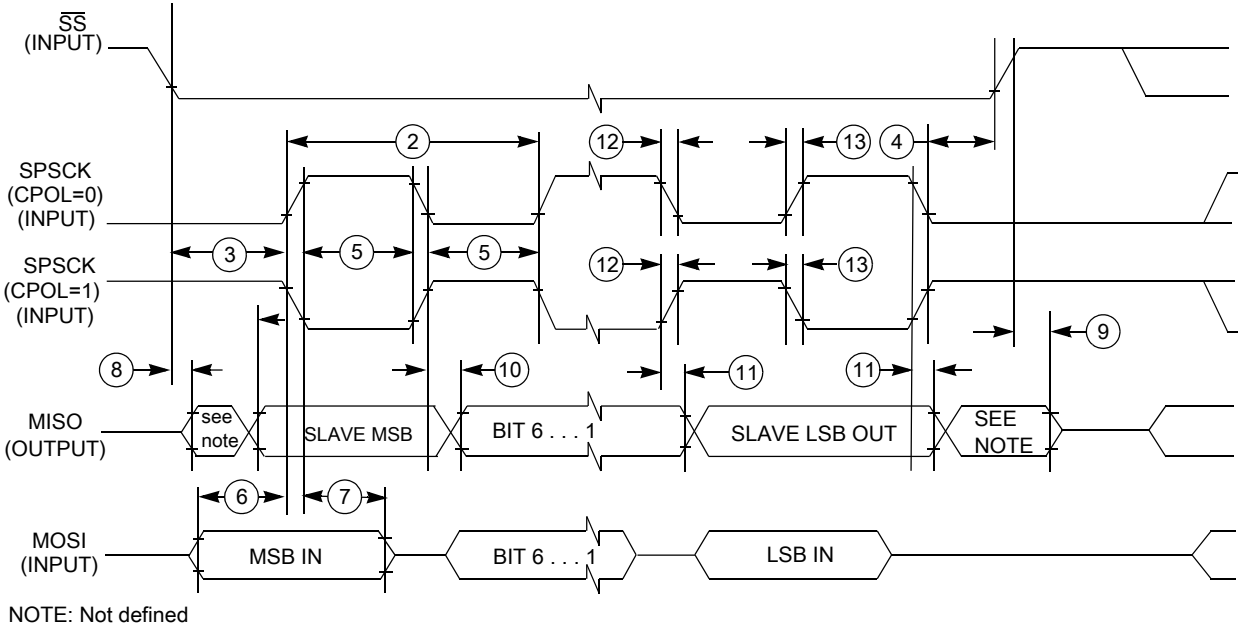 SS
(INPUT)
2
12
13
4
SPSCK
(CPOL=0)
(INPUT)
3
5
5
SPSCK
(CPOL=1)
(INPUT)
12
13
8
10
11
11
9
MISO
(OUTPUT)
see
note
SLAVE MSB
BIT 6 . . . 1
SLAVE LSB OUT
SEE
NOTE
6
7
MOSI
(INPUT)
MSB IN
BIT 6 . . . 1
LSB IN
NOTE: Not defined